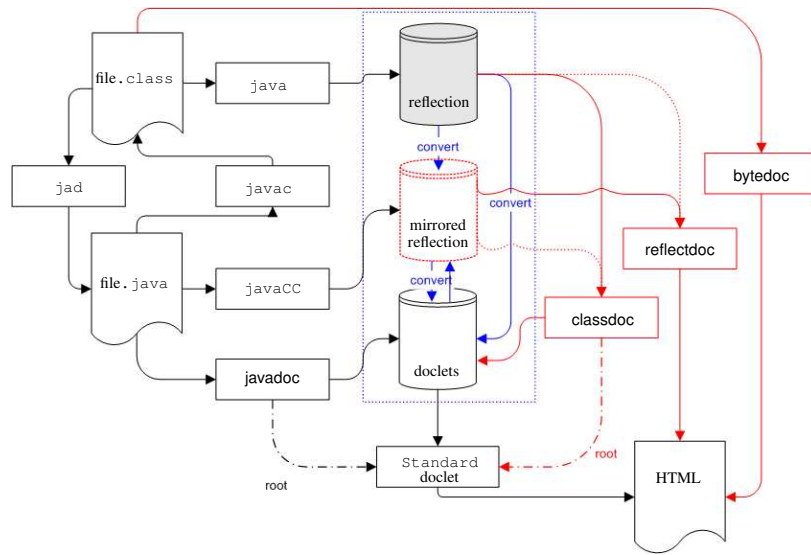 file.class
java
reflection
convert
jad
javac
bytedoc
convert
mirrored
reflection
reflectdoc
file.java
javaCC
convert
classdoc
javadoc
doclets
root
Standard
doclet
root
HTML